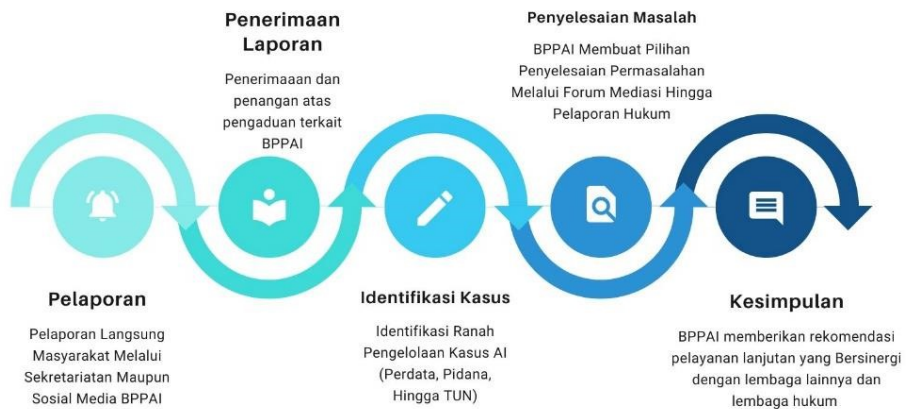 Pelaporan
Pelaporan Langsung
Masyarakat Melalui
Sekretariatan Maupun
Sosial Media BPPAI
Penerimaan
Laporan
Penerimaaan dan
penangan atas
pengaduan terkait
BPPAI
Identifikasi Kasus
Identifikasi Ranah
Pengelolaan Kasus AI
(Perdata, Pidana,
Hingga TUN)
Penyelesaian Masalah
BPPAI Membuat Pilihan
Penyelesaian Permasalahan
Melalui Forum Mediasi Hingga
Pelaporan Hukum
Kesimpulan
BPPAI memberikan rekomendasi
pelayanan lanjutan yang Bersinergi
dengan lembaga lainnya dan
lembaga hukum